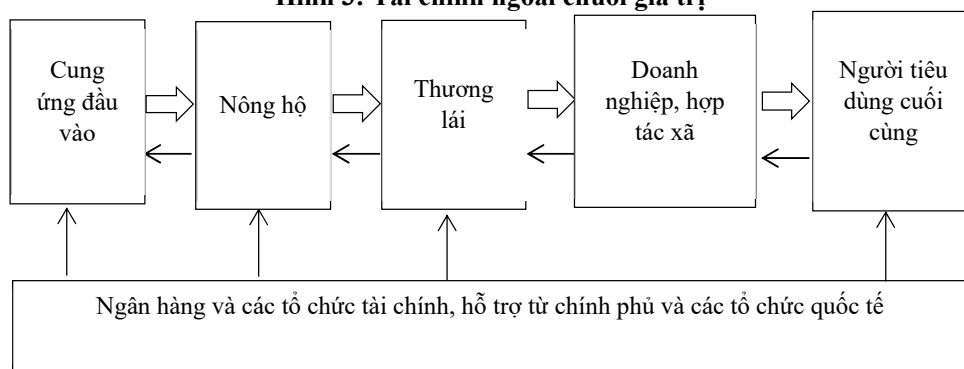 Hình 3: Tài chính ngoài chuỗi giá trị
Cung
ứng đầu
vào
Nông hộ
Thương
lái
Doanh
nghiệp, hợp
tác xã
Người tiêu
dùng cuối
cùng
Ngân hàng và các tổ chức tài chính, hỗ trợ từ chính phủ và các tổ chức quốc tế